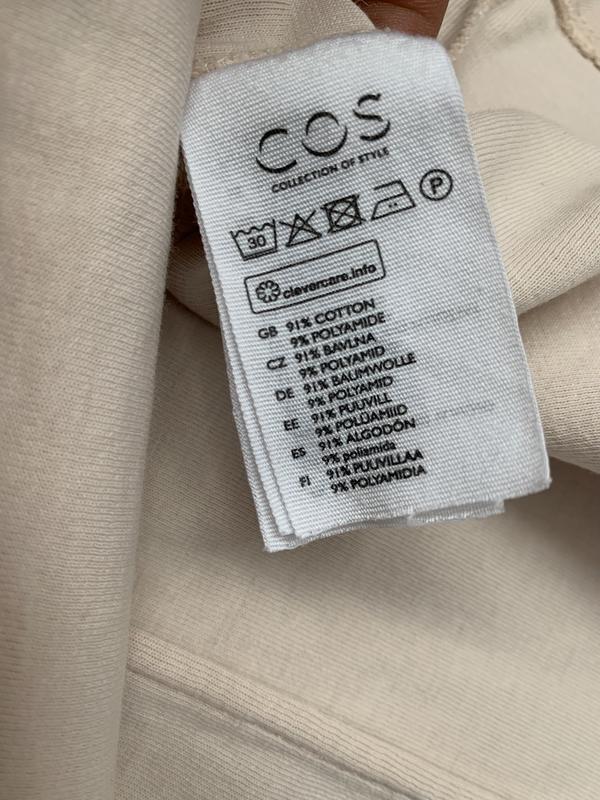 COS
COLLECTION OF STYLE
30
P
clevercare.info
GB 91% COTTON
9% POLYAMIDE
CZ 91% BAVLNA
9% POLYAMID
DE 91% BAUMWOLLE
9% POLYAMID
EE 91% PUUVILL
9% POLÜAMIID
ES 91% ALGODÓN
9% poliamida
FI 91% PUUVILLAA
9% POLYAMIDIA